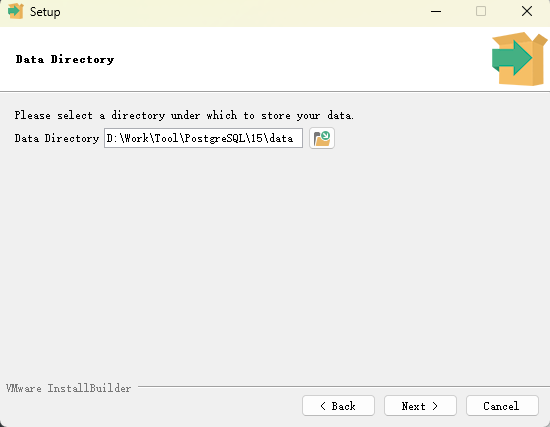 Setup
Data Directory
Please select a directory under which to store your data.
Data Directory D:\Work\Tool\PostgreSQL\15\data
VMware InstallBuilder
< Back Next > Cancel